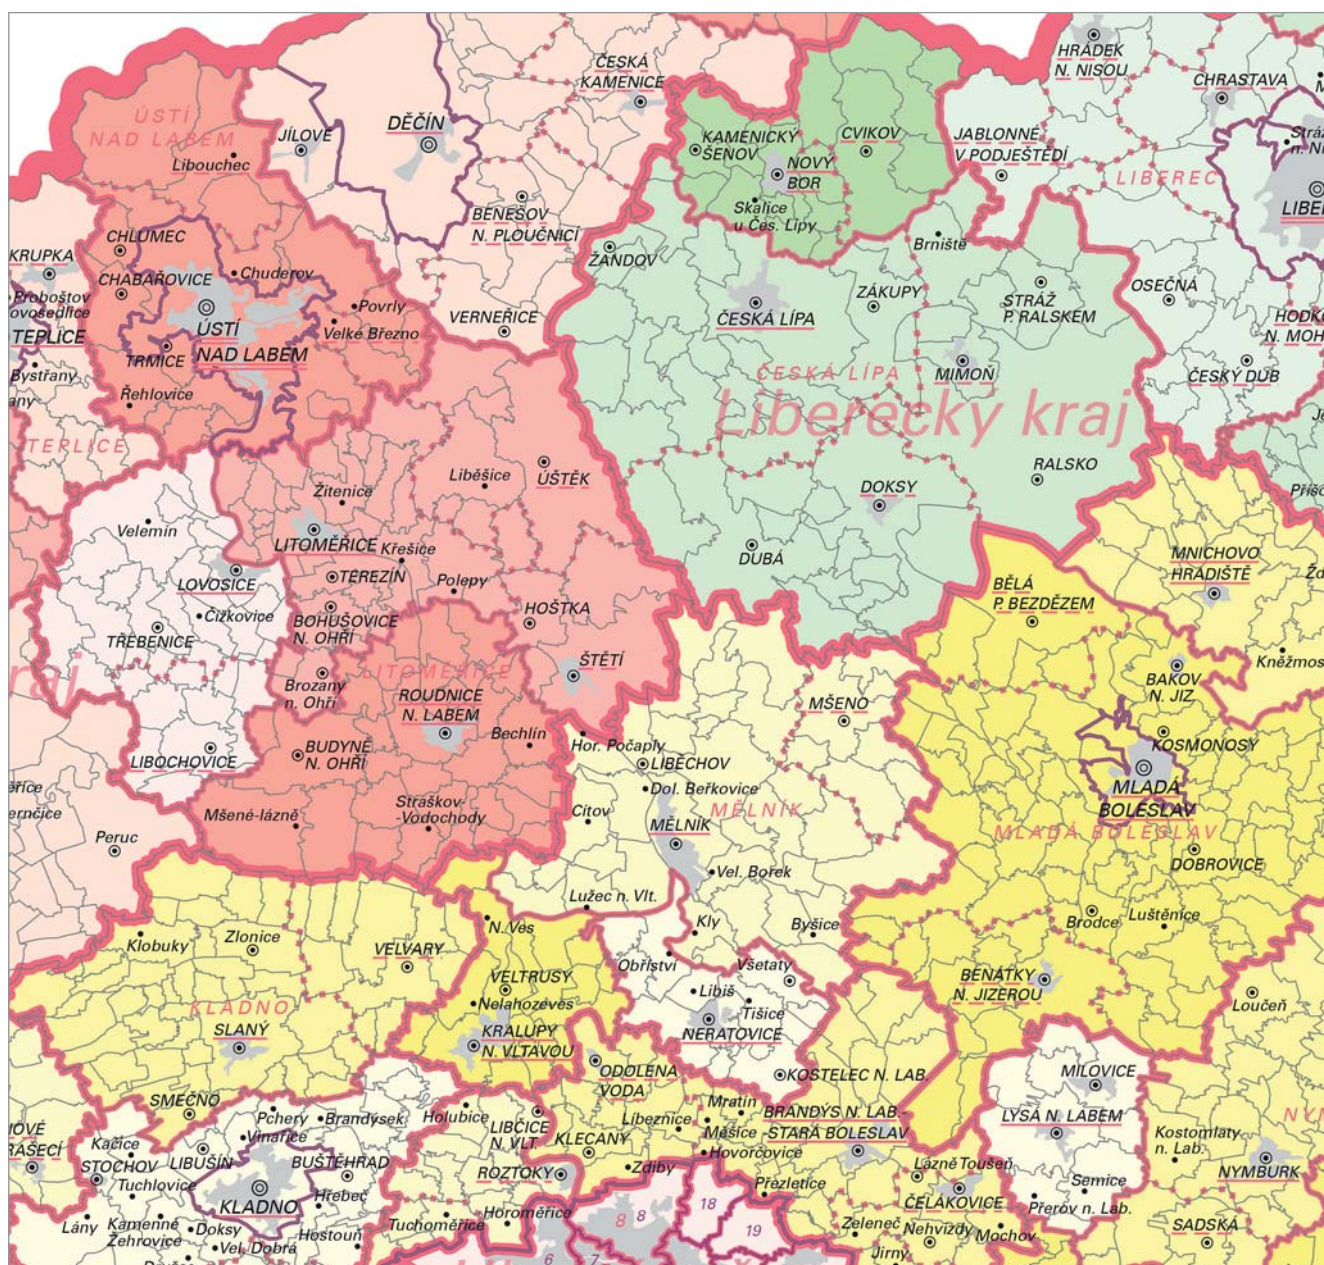 HRÁDEK
N. NISOU
ČESKÁ
KAMENICE
CHRASTAVA
ÚSTÍ
NAD LABEM
DĚČÍN
JÍLOVÉ
KAMENICKÝ
ŠENOV
CVIKOV
JABLONNÉ
V PODJEŠTĚDÍ
Libouchec
NOVÝ
BOR
LIBEREC
BENEŠOV
N. PLOUČNICÍ
Skalice
u Čes. Lípy
CHLUMEC
Brniště
KRUPKA
ŽANDOV
CHABAŘOVICE
Chuderov
Proboštov
OSEČNÁ
ZÁKUPY
STRÁŽ
P. RALSKÉM
Povrly
ČESKÁ LÍPA
VERNEŘICE
Velké Březno
TEPLICE
ÚSTÍ
NAD LABEM
TRMICE
Bystřany
ČESKÝ DUB
ČESKÁ LÍPA
MIMOŇ
Řehlovice
Liberecký kraj
TEPLICE
RALSKO
Liběšice
ÚŠTĚK
Žitenice
DOKSY
Velemín
LITOMĚŘICE
Křešice
DUBÁ
MNICHOVO
HRADIŠTĚ
LOVOSICE
TEREZÍN
Polepy
BĚLÁ
P. BEZDĚZEM
Čížkovice
BOHUŠOVICE
N. OHŘÍ
HOŠTKA
TŘEBENICE
LITOMĚŘICE
ŠTĚTÍ
BAKOV
N. JIZ.
Brozany
n. Ohří
ROUDNICE
N. LABEM
MŠENO
LIBOCHOVICE
BUDYNĚ
N. OHŘÍ
Bechlín
Hor. Počaply
KOSMONOSY
LIBĚCHOV
Dol. Beřkovice
MLADÁ
BOLESLAV
Mšené-lázně
Straškov-
-Vodochody
Cítov
MĚLNÍK
MĚLNÍK
MLADÁ BOLESLAV
Peruc
DOBROVICE
Vel. Borek
Lužec n. Vlt.
Brodce
Luštěnice
Klobuky
Zlonice
VELVARY
N. Ves
Kly
Byšice
Obříství
Všetaty
VELTRUSY
BENÁTKY
N. JIZEROU
Loučeň
Nelahozeves
Libiš
Tišice
KLADNO
SLANÝ
KRALUPY
N. VLTAVOU
NERATOVICE
ODOLENA
VODA
KOSTELEC N. LAB.
MILOVICE
SMEČNO
Pchery
Brandýsek
Holubice
LIBČICE
N. VLT.
Líbeznice
Mratín
BRANDÝS N. LAB.-
STARÁ BOLESLAV
LYSÁ N. LABEM
Vinařice
Kačice
LIBUŠÍN
BUŠTĚHRAD
KLECANY
Měšice
Hovorčovice
Kostomlaty
n. Lab.
STOCHOV
Tuchlovice
ROZTOKY
Zdiby
Přezletice
Lázně Toušeň
NYMBURK
KLADNO
Hřebeč
ČELÁKOVICE
Semice
Přerov n. Lab.
Lány
Kamenné
Žehrovice
Doksy
Hostouň
Tuchoměřice
Horoměřice
8
8
18
19
Zeleneč
Nehvizdy
Mochov
SADSKÁ
Vel. Dobrá
Jirny
6
7